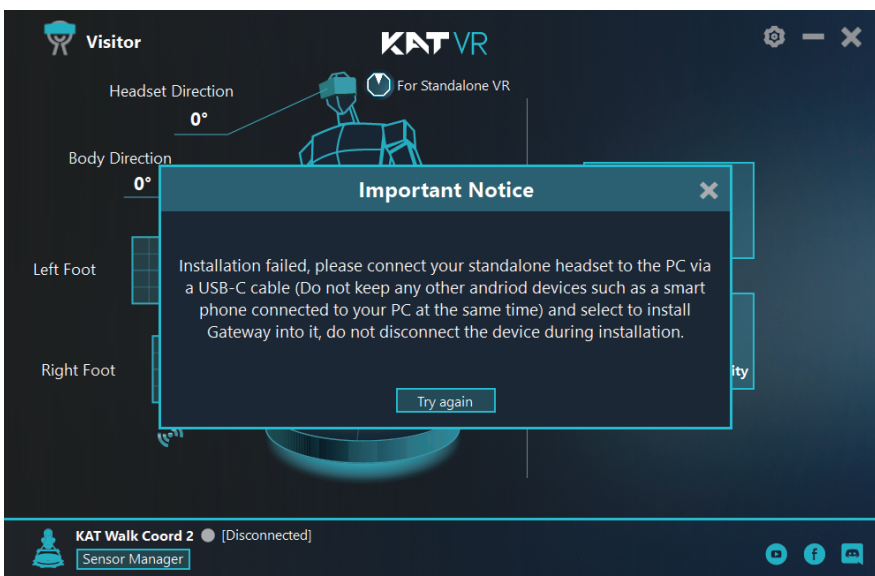 Visitor
KAT VR
Headset Direction
For Standalone VR
0°
Body Direction
0°
Important Notice
Left Foot
Installation failed, please connect your standalone headset to the PC via
a USB-C cable (Do not keep any other andriod devices such as a smart
phone connected to your PC at the same time) and select to install
Gateway into it, do not disconnect the device during installation.
Right Foot
ity
Try again
KAT Walk Coord 2 [Disconnected]
Sensor Manager